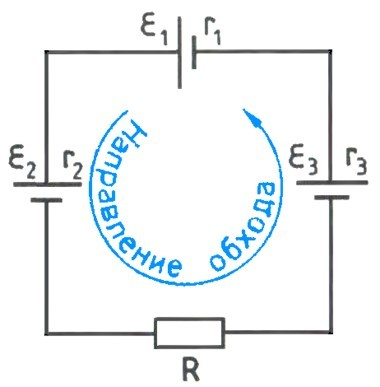 ε₁ r₁
ε₂ r₂
ε₃ r₃
Направление обхода
R